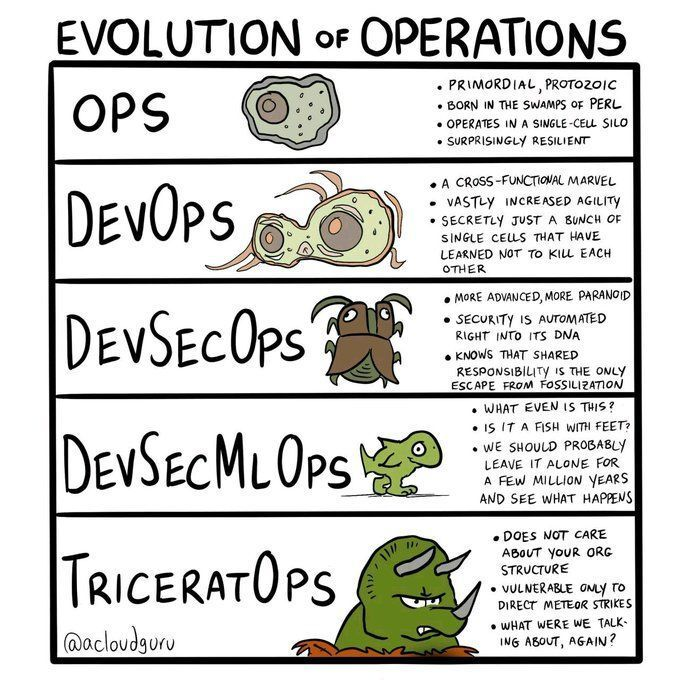 EVOLUTION OF OPERATIONS
OPS
• PRIMORDIAL, PROTOZOIC
• BORN IN THE SWAMPS OF PERL
• OPERATES IN A SINGLE-CELL SILO
• SURPRISINGLY RESILIENT
DEVOPS
• A CROSS-FUNCTIONAL MARVEL
• VASTLY INCREASED AGILITY
• SECRETLY JUST A BUNCH OF
SINGLE CELLS THAT HAVE
LEARNED NOT TO KILL EACH
OTHER
DEVSECOPS
• MORE ADVANCED, MORE PARANOID
• SECURITY IS AUTOMATED
RIGHT INTO ITS DNA
• KNOWS THAT SHARED
RESPONSIBILITY IS THE ONLY
ESCAPE FROM FOSSILIZATION
DEVSECMLOPS
• WHAT EVEN IS THIS?
• IS IT A FISH WITH FEET?
• WE SHOULD PROBABLY
LEAVE IT ALONE FOR
A FEW MILLION YEARS
AND SEE WHAT HAPPENS
TRICERATOPS
• DOES NOT CARE
ABOUT YOUR ORG
STRUCTURE
• VULNERABLE ONLY TO
DIRECT METEOR STRIKES
• WHAT WERE WE TALK-
ING ABOUT, AGAIN?
@acloudguru